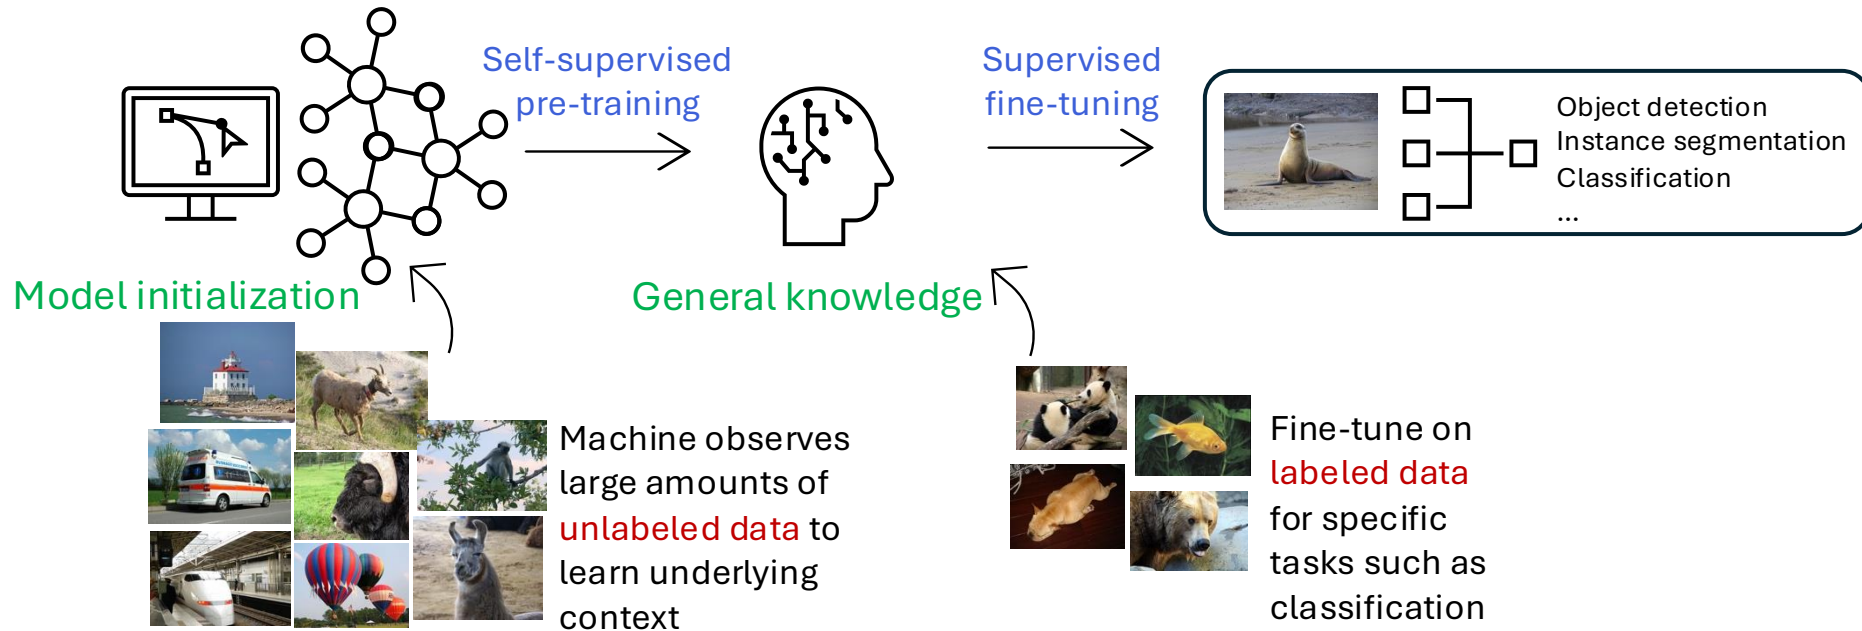 Self-supervised
pre-training
Supervised
fine-tuning
Object detection
Instance segmentation
Classification
...
Model initialization
General knowledge
Machine observes
large amounts of
unlabeled data to
learn underlying
context
Fine-tune on
labeled data
for specific
tasks such as
classification